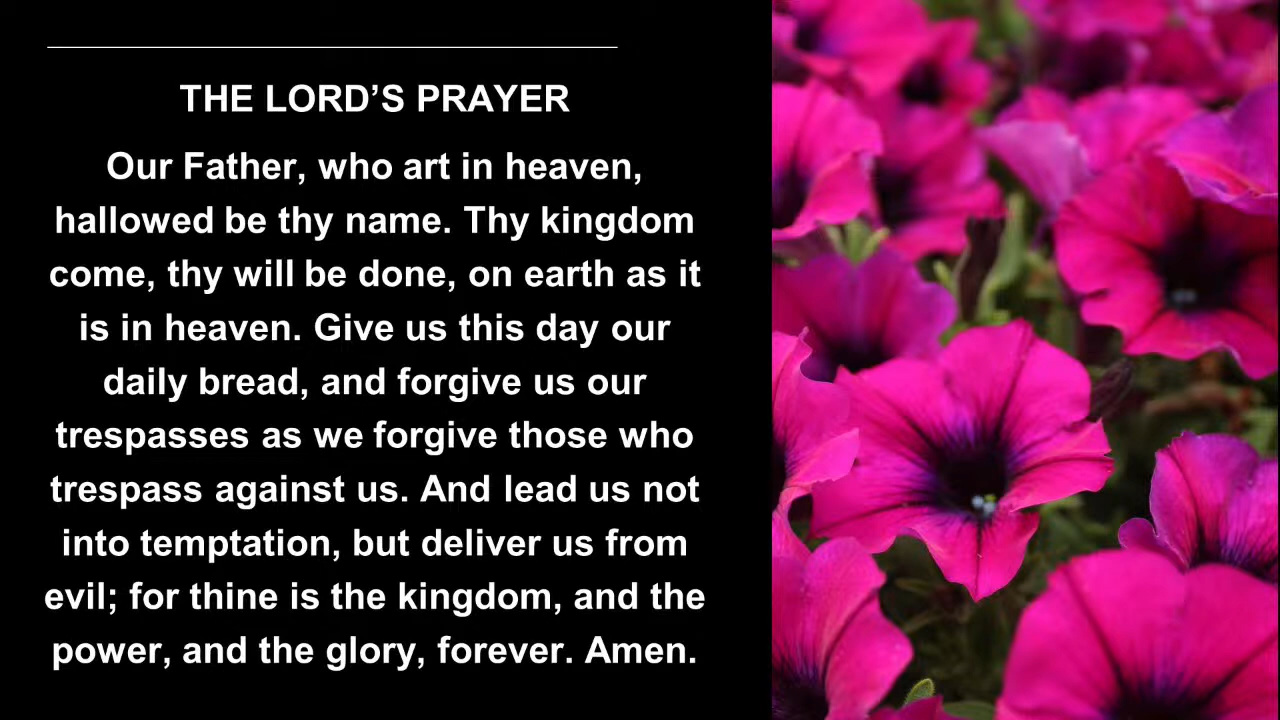 THE LORD’S PRAYER
Our Father, who art in heaven,
hallowed be thy name. Thy kingdom
come, thy will be done, on earth as it
is in heaven. Give us this day our
daily bread, and forgive us our
trespasses as we forgive those who
trespass against us. And lead us not
into temptation, but deliver us from
evil; for thine is the kingdom, and the
power, and the glory, forever. Amen.